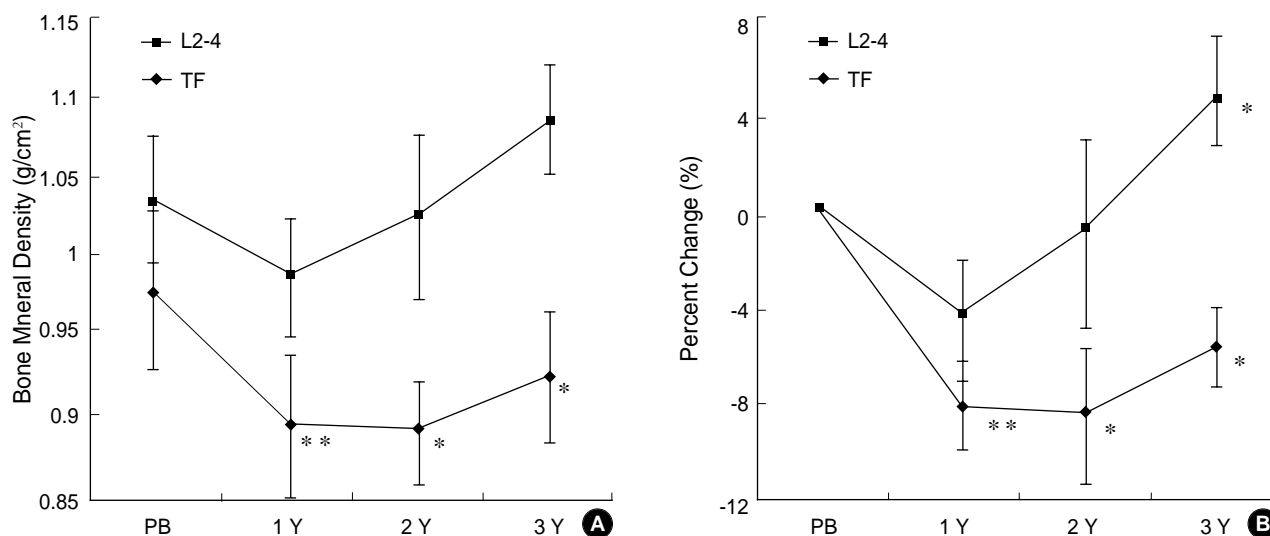 1.15
1.1
1.05
1
0.95
0.9
0.85
Bone Mneral Density (g/cm²)
L2-4
TF
* *
*
*
PB 1 Y 2 Y 3 Y A
8
4
0
-4
-8
-12
Percent Change (%)
L2-4
TF
*
* *
*
*
PB 1 Y 2 Y 3 Y B